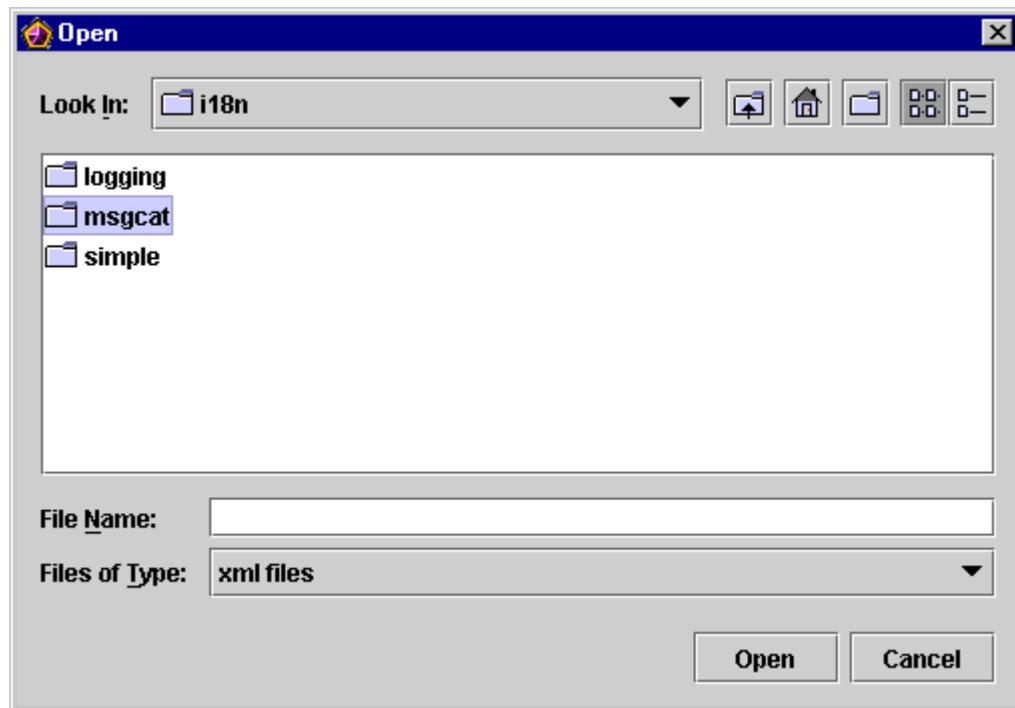 Open
Look In: i18n
logging
msgcat
simple
File Name:
Files of Type: xml files
Open Cancel